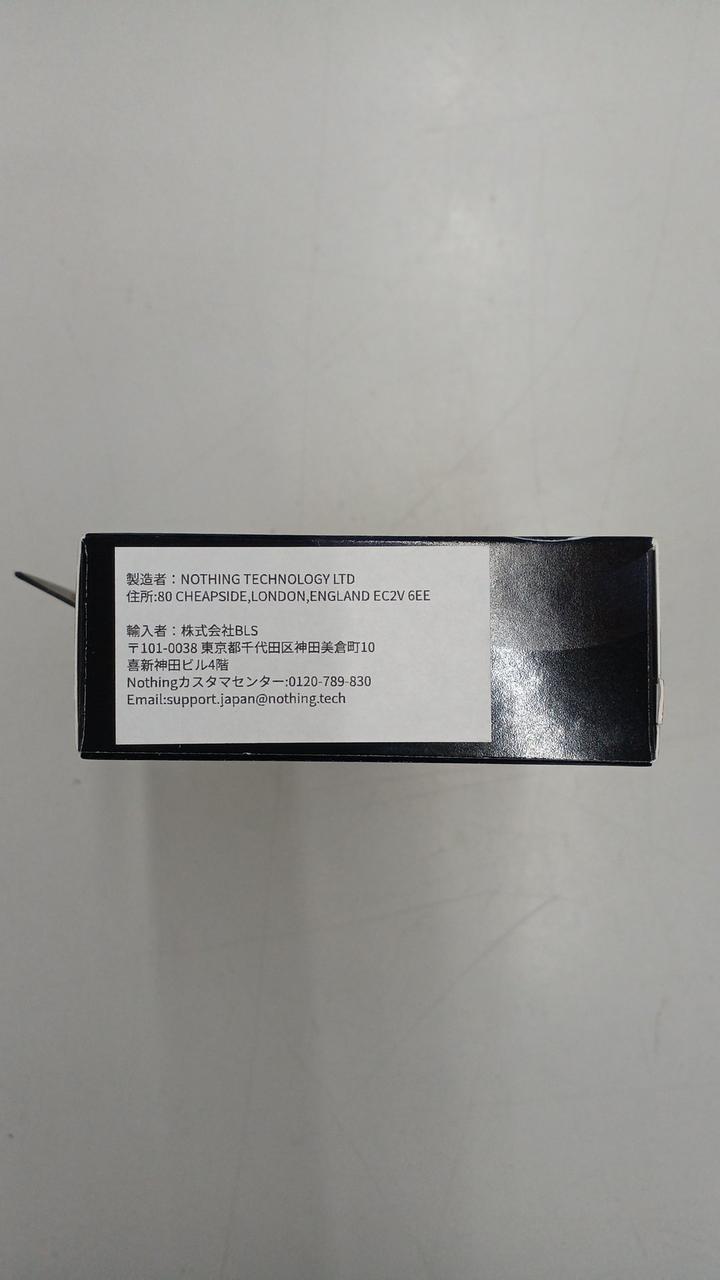 製造者：NOTHING TECHNOLOGY LTD
住所:80 CHEAPSIDE,LONDON,ENGLAND EC2V 6EE
輸入者：株式会社BLS
〒101-0038 東京都千代田区神田美倉町10
喜新神田ビル4階
Nothingカスタマセンター:0120-789-830
Email:support.japan@nothing.tech